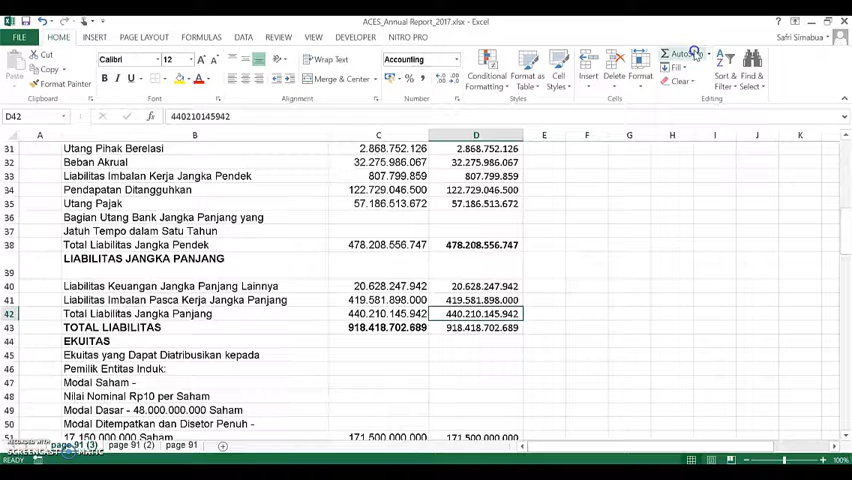 ACES_Annual Report_2017.xlsx - Excel
FILE HOME INSERT PAGE LAYOUT FORMULAS DATA REVIEW VIEW DEVELOPER NITRO PRO Safri Simabua
Cut
Copy
Format Painter
Paste
Clipboard
Calibri 12
Font
Wrap Text
Merge & Center
Alignment
Accounting
Number
Conditional Formatting
Format as Table
Cell Styles
Styles
Insert Delete Format
Cells
Fill
Clear
Sort & Filter
Find & Select
Editing
D42 440210145942
A B C D E F G H I J K
31 Utang Pihak Berelasi 2.868.752.126 2.868.752.126
32 Beban Akrual 32.275.986.067 32.275.986.067
33 Liabilitas Imbalan Kerja Jangka Pendek 807.799.859 807.799.859
34 Pendapatan Ditangguhkan 122.729.046.500 122.729.046.500
35 Utang Pajak 57.186.513.672 57.186.513.672
36 Bagian Utang Bank Jangka Panjang yang
37 Jatuh Tempo dalam Satu Tahun
38 Total Liabilitas Jangka Pendek 478.208.556.747 478.208.556.747
39 LIABILITAS JANGKA PANJANG
40 Liabilitas Keuangan Jangka Panjang Lainnya 20.628.247.942 20.628.247.942
41 Liabilitas Imbalan Pasca Kerja Jangka Panjang 419.581.898.000 419.581.898.000
42 Total Liabilitas Jangka Panjang 440.210.145.942 440.210.145.942
43 TOTAL LIABILITAS 918.418.702.689 918.418.702.689
44 EKUITAS
45 Ekuitas yang Dapat Diatribusikan kepada
46 Pemilik Entitas Induk:
47 Modal Saham -
48 Nilai Nominal Rp10 per Saham
49 Modal Dasar - 48.000.000.000 Saham
50 Modal Ditempatkan dan Disetor Penuh -
51 17.150.000.000 Saham 171.500.000.000 171.500.000.000
page 91 (3) page 91 (2) page 91
RECORDED WITH
SCREENCAST MATIC
READY 100%